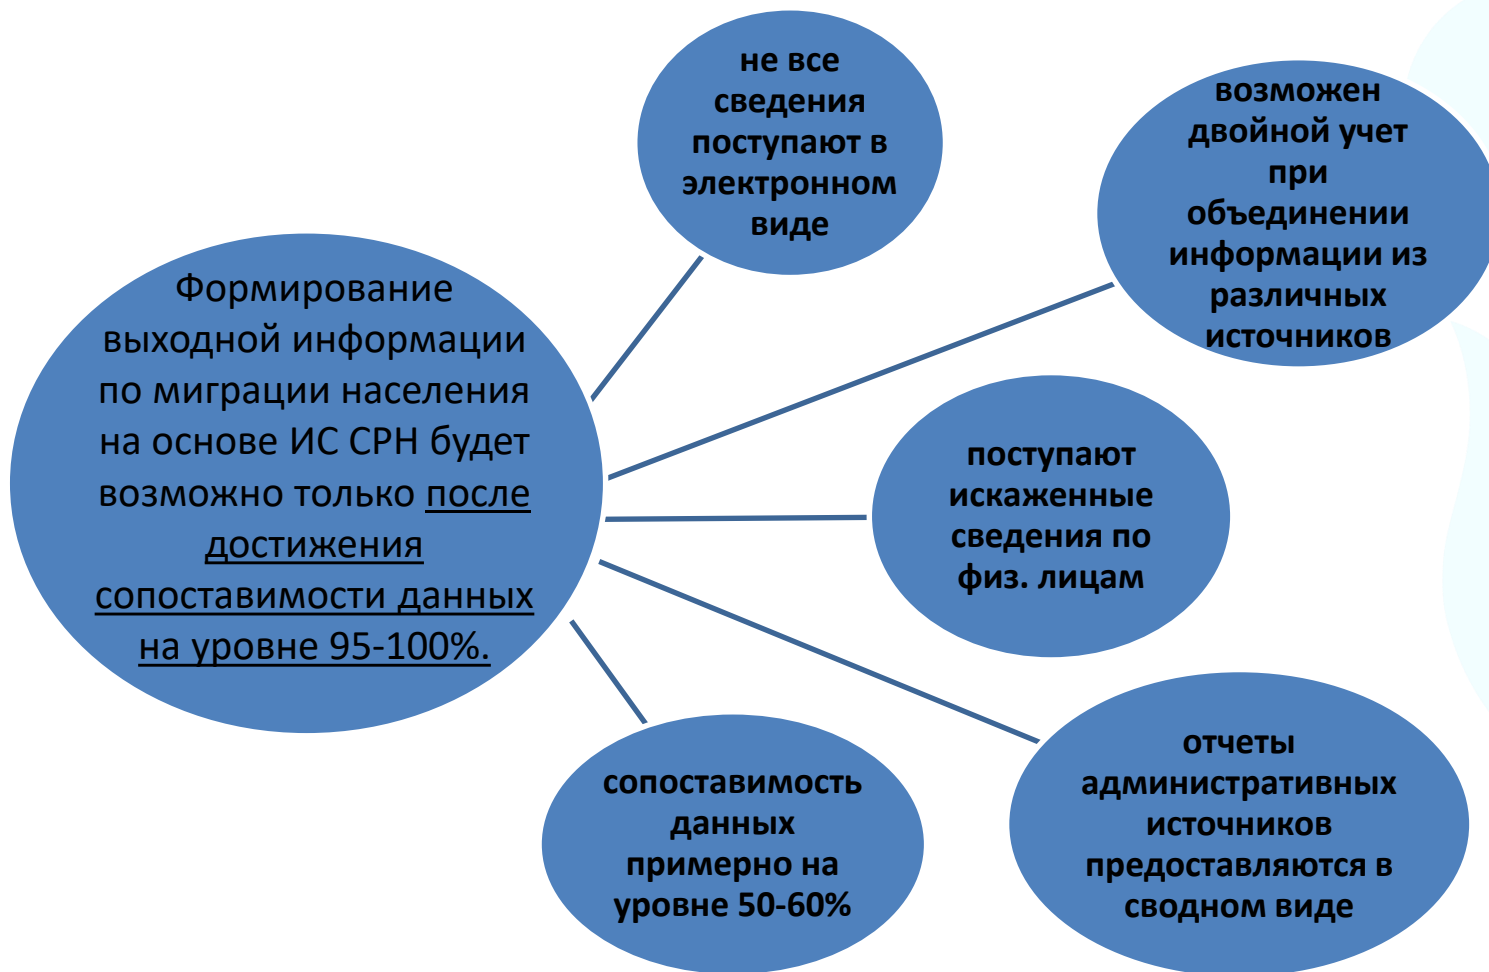 Формирование
выходной информации
по миграции населения
на основе ИС СРН будет
возможно только после
достижения
сопоставимости данных
на уровне 95-100%.
не все
сведения
поступают в
электронном
виде
возможен
двойной учет
при
объединении
информации из
различных
источников
поступают
искаженные
сведения по
физ. лицам
отчеты
административных
источников
предоставляются в
сводном виде
сопоставимость
данных
примерно на
уровне 50-60%